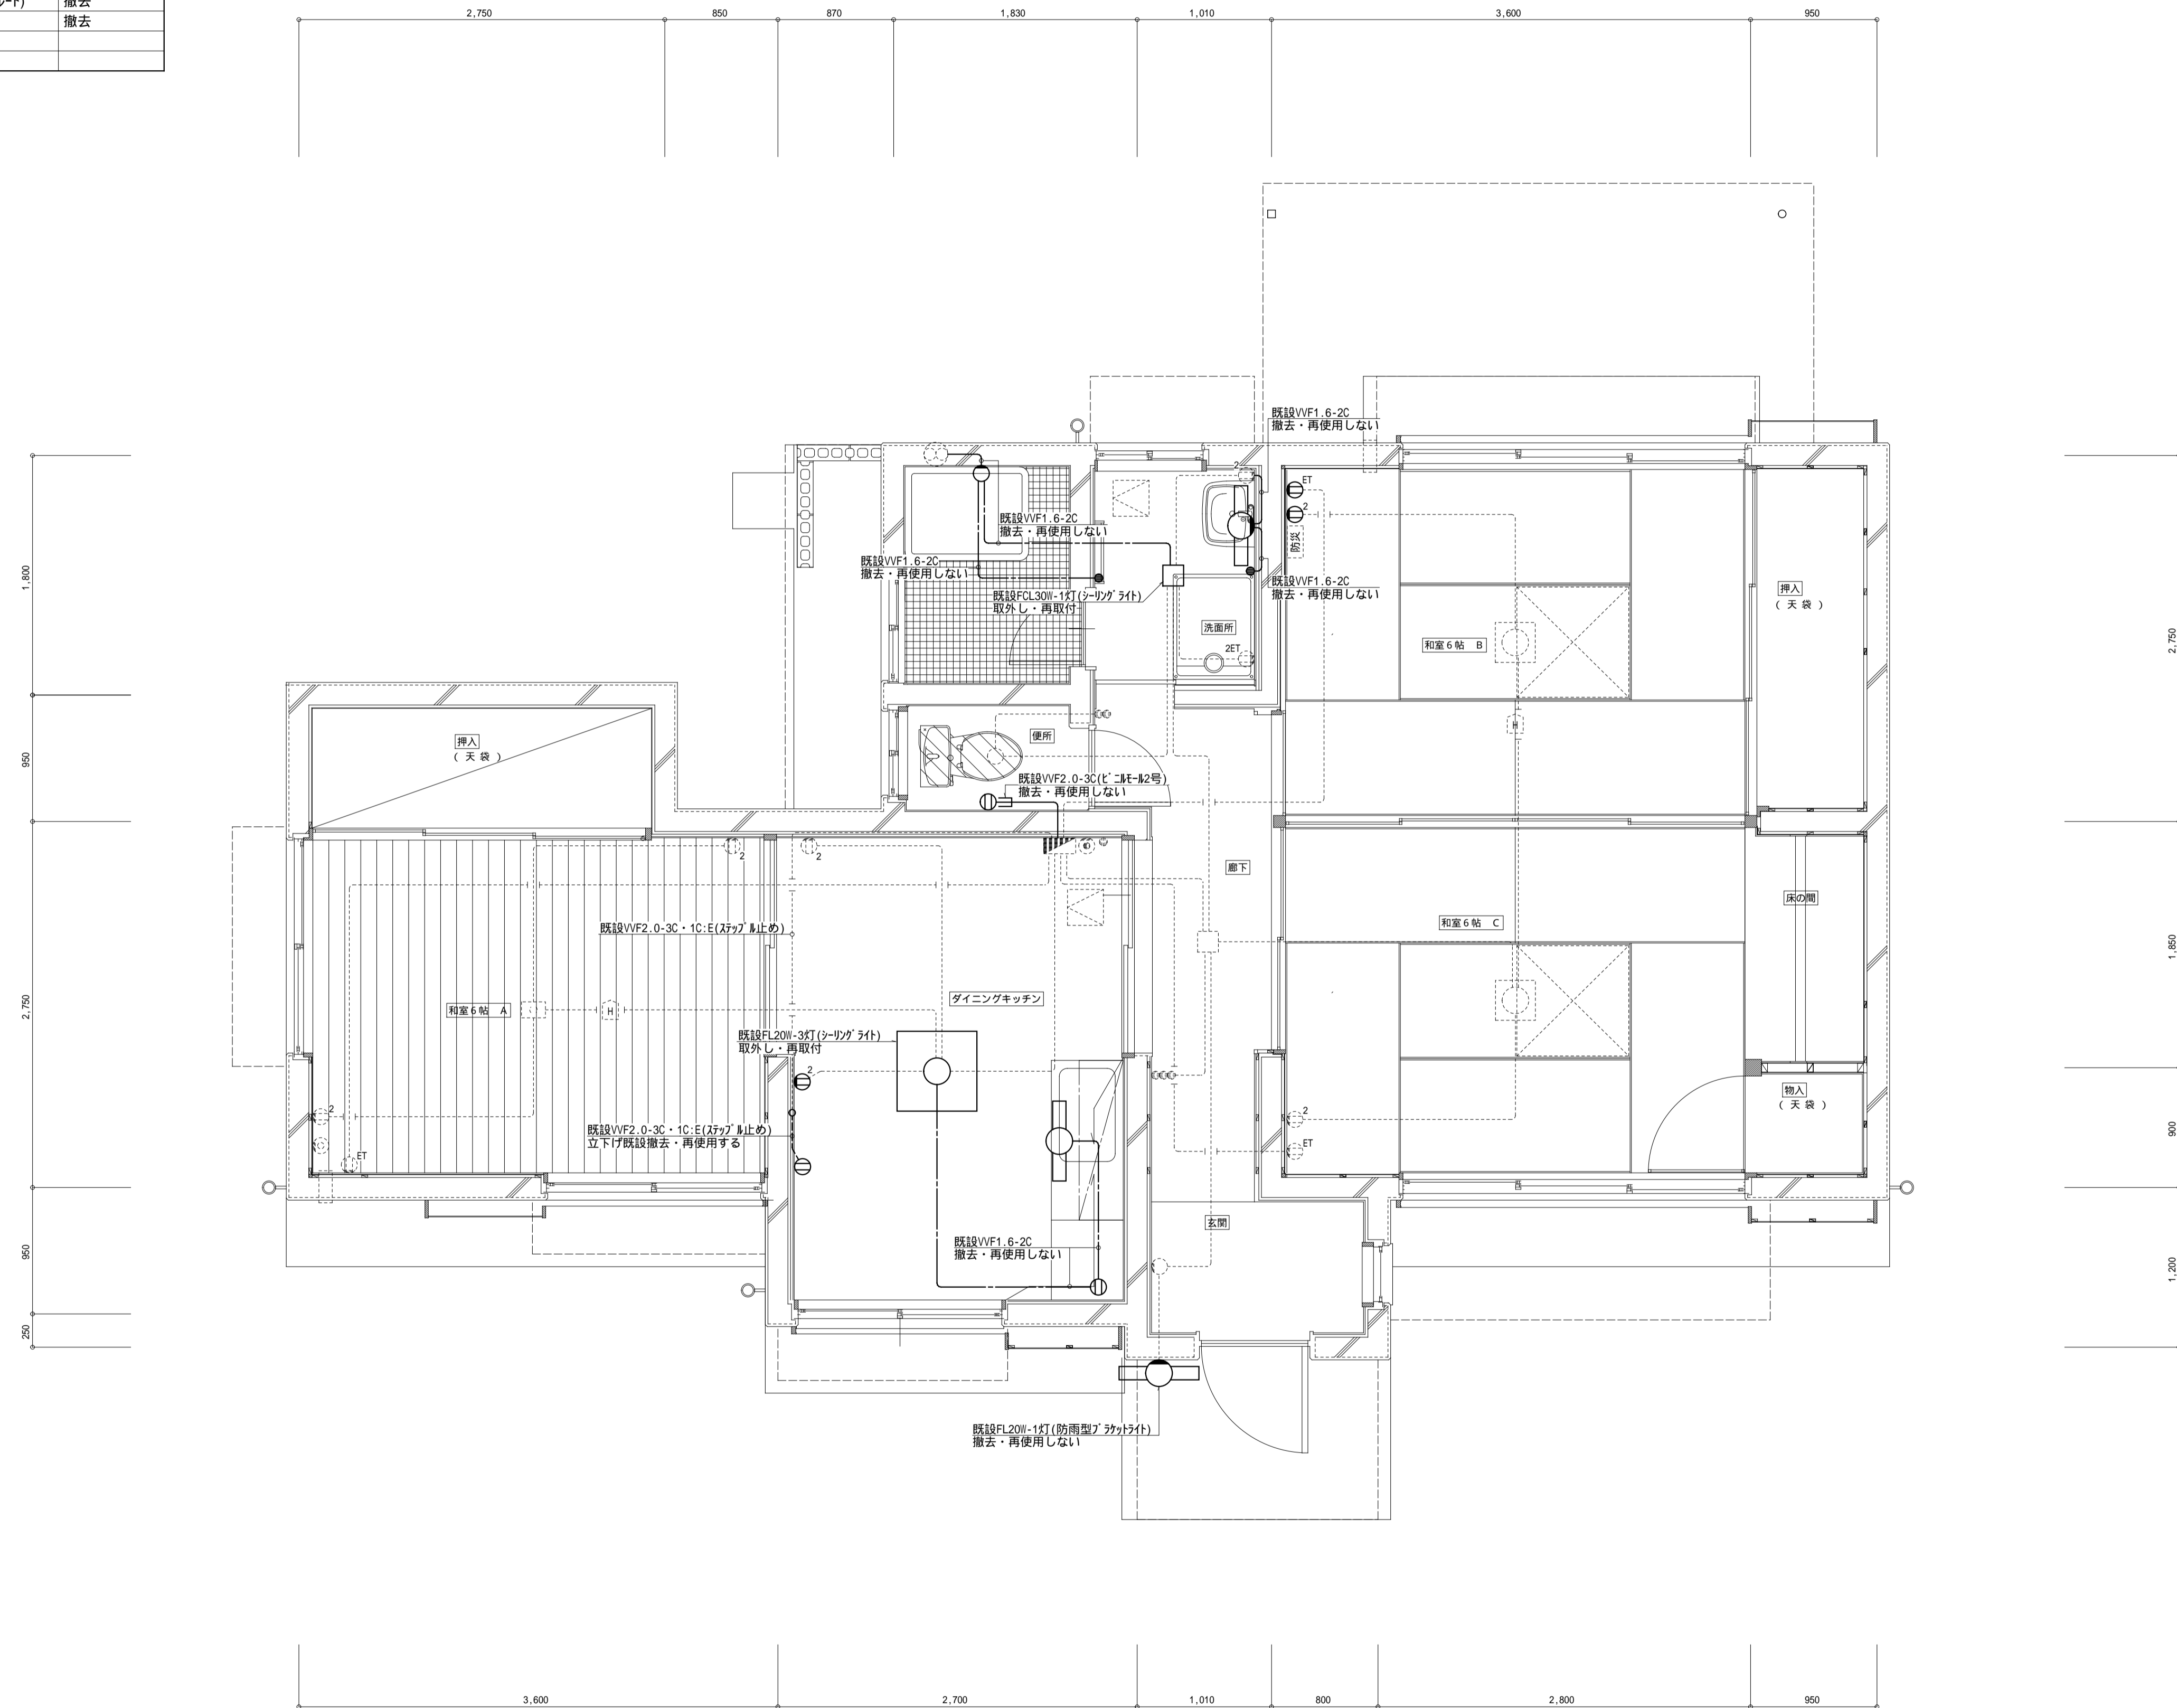 撤去
撤去
2,750
850
870
1,830
1,010
3,600
950
既設VVF1.6-2C
撤去・再使用しない
2
ET
2
防災
既設VVF1.6-2C
撤去・再使用しない
既設VVF1.6-2C
撤去・再使用しない
既設VVF1.6-2C
撤去・再使用しない
既設FCL30W-1灯(ｼｰﾘﾝｸﾞﾗｲﾄ)
取外し・再取付
1,800
押入
(天袋)
洗面所
2ET
和室6帖 B
2,750
H
便所
押入
(天袋)
950
既設VVF2.0-3C(ﾋﾞﾆﾙﾓｰﾙ2号)
撤去・再使用しない
2
2
廊下
床の間
既設VVF2.0-3C・1C:E(ｽﾃｯﾌﾟﾙ止め)
和室6帖 C
1,850
ダイニングキッチン
和室6帖 A
H
2,750
既設FL20W-3灯(ｼｰﾘﾝｸﾞﾗｲﾄ)
取外し・再取付
2
物入
(天袋)
2
2
既設VVF2.0-3C・1C:E(ｽﾃｯﾌﾟﾙ止め)
立下げ既設撤去・再使用する
ET
ET
900
玄関
既設VVF1.6-2C
撤去・再使用しない
950
1,200
250
既設FL20W-1灯(防雨型ﾌﾞﾗｹｯﾄﾗｲﾄ)
撤去・再使用しない
3,600
2,700
1,010
800
2,800
950